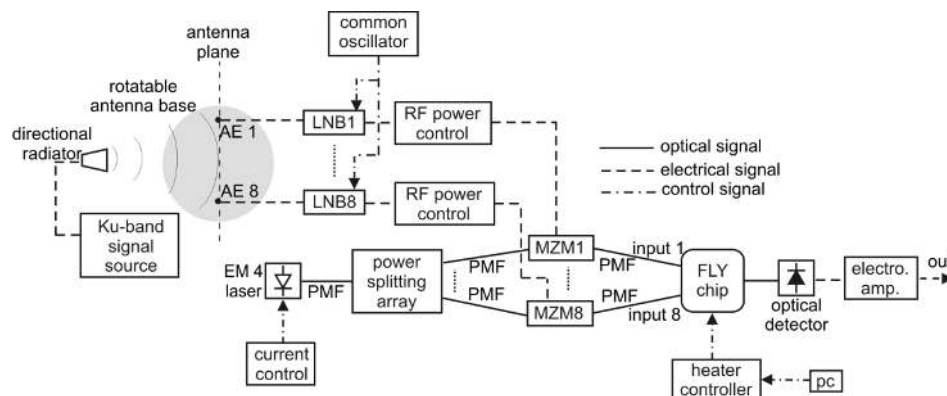 antenna
plane
common
oscillator
rotatable
antenna base
directional
radiator
AE 1
LNB1
RF power
control
optical signal
electrical signal
control signal
AE 8
LNB8
RF power
control
Ku-band
signal
source
EM 4
laser
PMF
power
splitting
array
PMF
PMF
MZM1
MZM8
PMF
PMF
input 1
input 8
FLY
chip
optical
detector
electro.
amp.
ou
current
control
heater
controller
pc